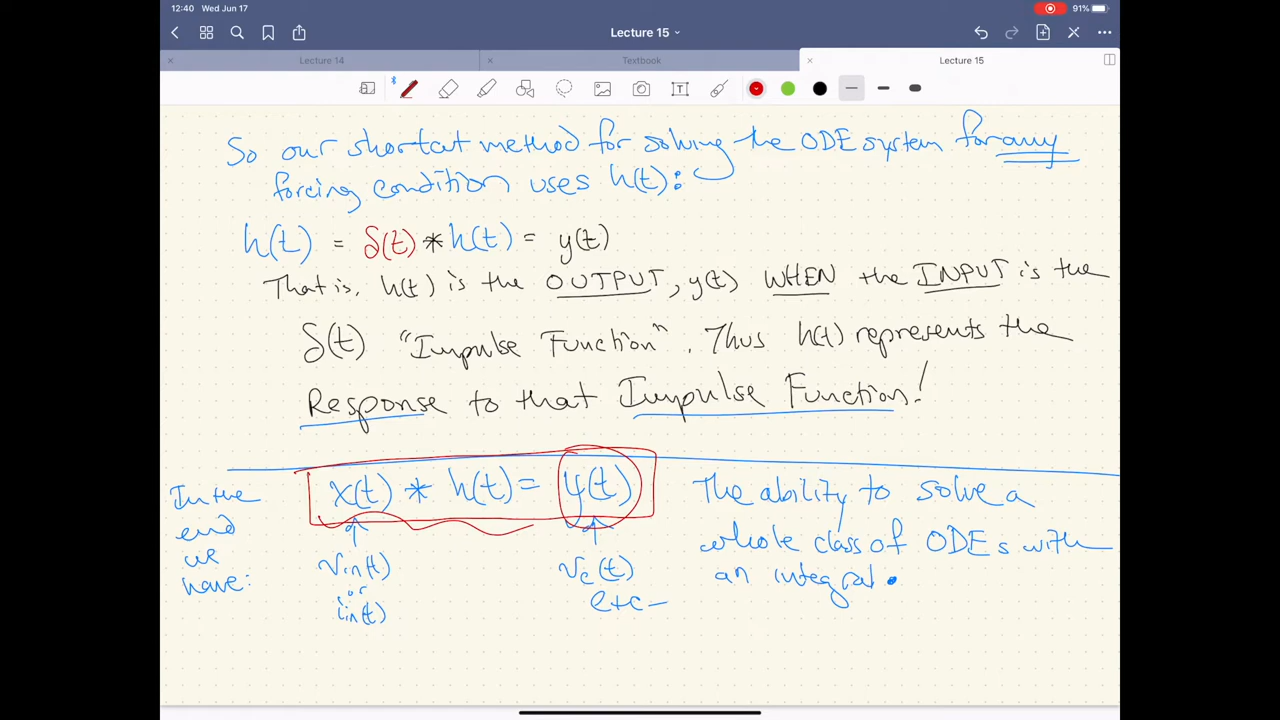 12:40 Wed Jun 17
91%
Lecture 15
Lecture 14
Textbook
Lecture 15
So our shortcut method for solving the ODE system for any
forcing condition uses h(t):
h(t) = δ(t) * h(t) = y(t)
That is, h(t) is the OUTPUT, y(t) WHEN the INPUT is the
δ(t) "Impulse Function". Thus h(t) represents the
Response to that Impulse Function!
In the
end
we
have:
x(t) * h(t) = y(t)
Vin(t)
or
iin(t)
Vc(t)
etc
The ability to solve a
whole class of ODEs with
an integral.